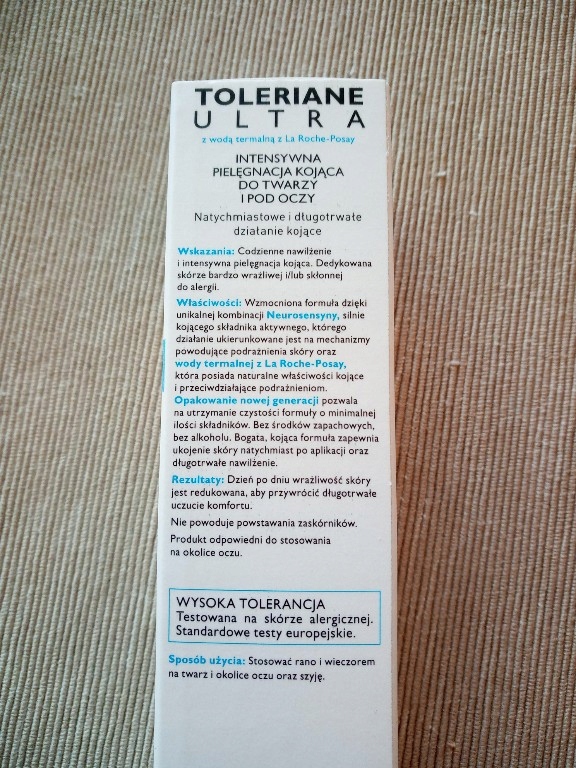 TOLERIANE
ULTRA
z wodą termalną z La Roche-Posay
INTENSYWNA
PIELĘGNACJA KOJĄCA
DO TWARZY
I POD OCZY
Natychmiastowe i długotrwałe
działanie kojące
Wskazania: Codzienne nawilżenie
i intensywna pielęgnacja kojąca. Dedykowana
skórze bardzo wrażliwej i/lub skłonnej
do alergii.
Właściwości: Wzmocniona formuła dzięki
unikalnej kombinacji Neurosensyny, silnie
kojącego składnika aktywnego, którego
działanie ukierunkowane jest na mechanizmy
powodujące podrażnienia skóry oraz
wody termalnej z La Roche-Posay,
która posiada naturalne właściwości kojące
i przeciwdziałające podrażnieniom.
Opakowanie nowej generacji pozwala
na utrzymanie czystości formuły o minimalnej
ilości składników. Bez środków zapachowych,
bez alkoholu. Bogata, kojąca formuła zapewnia
ukojenie skóry natychmiast po aplikacji oraz
długotrwałe nawilżenie.
Rezultaty: Dzień po dniu wrażliwość skóry
jest redukowana, aby przywrócić długotrwałe
uczucie komfortu.
Nie powoduje powstawania zaskórników.
Produkt odpowiedni do stosowania
na okolice oczu.
WYSOKA TOLERANCJA
Testowana na skórze alergicznej.
Standardowe testy europejskie.
Sposób użycia: Stosować rano i wieczorem
na twarz i okolice oczu oraz szyję.